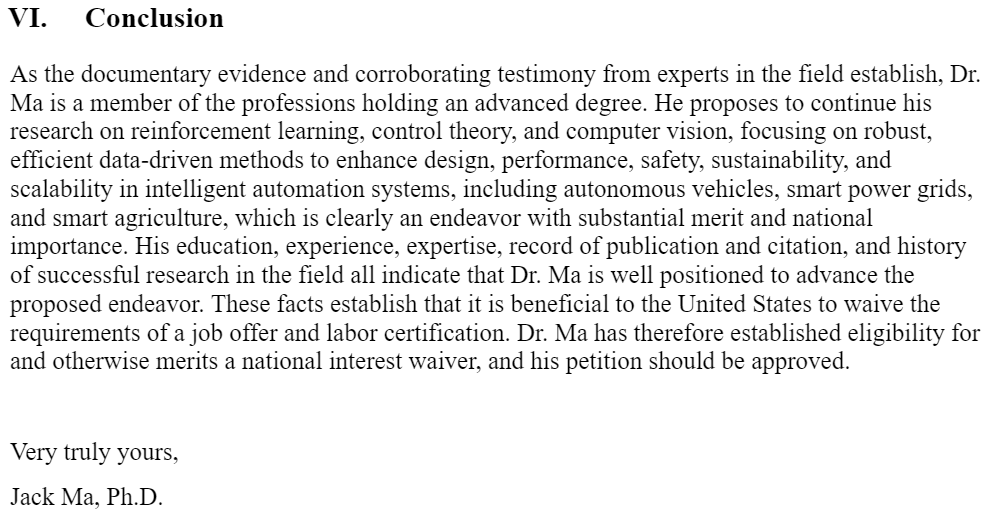 VI. Conclusion
As the documentary evidence and corroborating testimony from experts in the field establish, Dr.
Ma is a member of the professions holding an advanced degree. He proposes to continue his
research on reinforcement learning, control theory, and computer vision, focusing on robust,
efficient data-driven methods to enhance design, performance, safety, sustainability, and
scalability in intelligent automation systems, including autonomous vehicles, smart power grids,
and smart agriculture, which is clearly an endeavor with substantial merit and national
importance. His education, experience, expertise, record of publication and citation, and history
of successful research in the field all indicate that Dr. Ma is well positioned to advance the
proposed endeavor. These facts establish that it is beneficial to the United States to waive the
requirements of a job offer and labor certification. Dr. Ma has therefore established eligibility for
and otherwise merits a national interest waiver, and his petition should be approved.
Very truly yours,
Jack Ma, Ph.D.